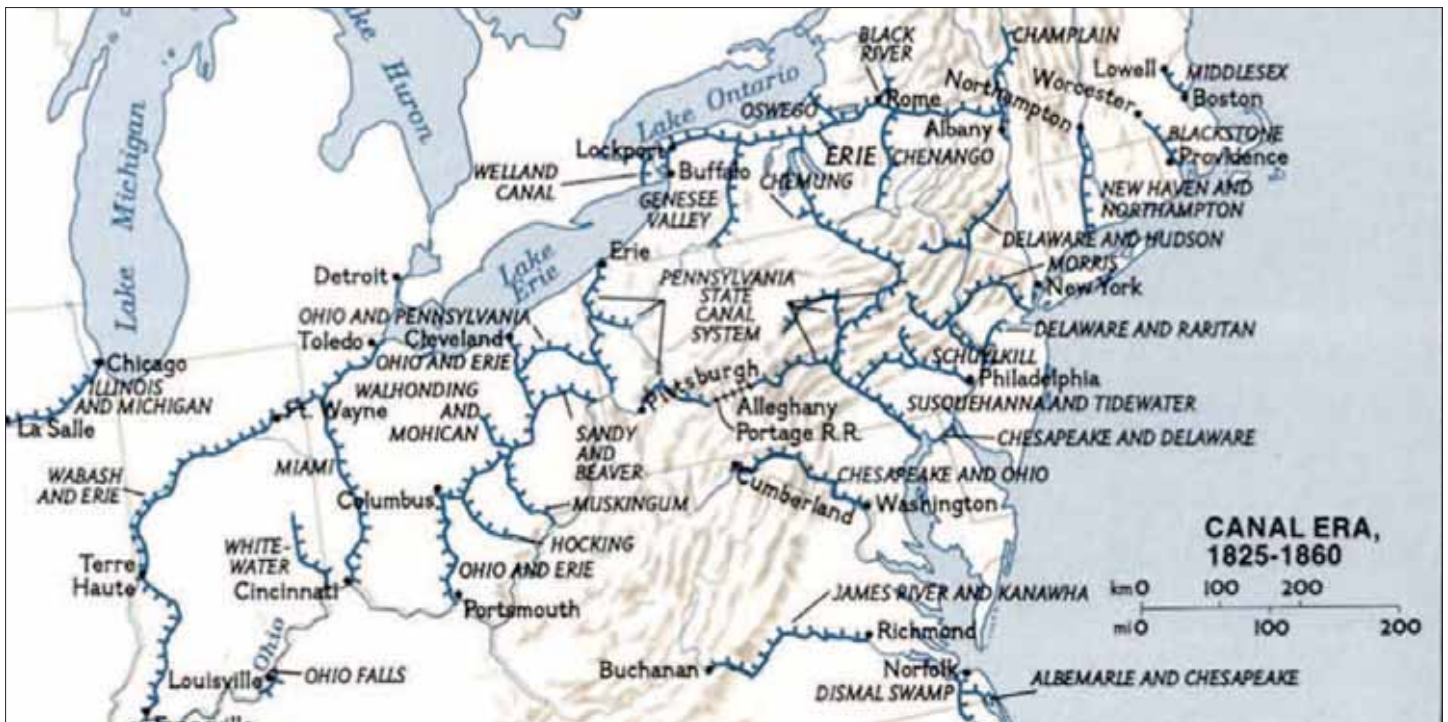 Lake Michigan
Lake
Huron
Lake Ontario
BLACK
RIVER
CHAMPLAIN
Lowell
MIDDLESEX
Boston
Northampton
Worcester
OSWEGO
Rome
Albany
BLACKSTONE
Providence
Lockport
ERIE
CHENANGO
WELLAND
CANAL
Buffalo
CHEMUNG
GENESEE
VALLEY
NEW HAVEN AND
NORTHAMPTON
DELAWARE AND HUDSON
Lake
Erie
Erie
Detroit
PENNSYLVANIA
STATE
CANAL
SYSTEM
MORRIS
New York
OHIO AND PENNSYLVANIA
Toledo
Cleveland
DELAWARE AND RARITAN
OHIO AND ERIE
SCHUYLKILL
Chicago
ILLINOIS
AND MICHIGAN
La Salle
WALHONDING
AND
MOHICAN
Pittsburgh
Philadelphia
Ft. Wayne
Alleghany
Portage R.R.
SUSQUEHANNA AND TIDEWATER
SANDY
AND
BEAVER
CHESAPEAKE AND DELAWARE
WABASH
AND ERIE
MIAMI
Columbus
MUSKINGUM
Cumberland
CHESAPEAKE AND OHIO
Washington
HOCKING
CANAL ERA,
1825-1860
Terre
Haute
WHITE-
WATER
Cincinnati
OHIO AND ERIE
Portsmouth
km 0 100 200
mi 0 100 200
JAMES RIVER AND KANAWHA
Richmond
Ohio
Louisville
OHIO FALLS
Buchanan
Norfolk
DISMAL SWAMP
ALBEMARLE AND CHESAPEAKE